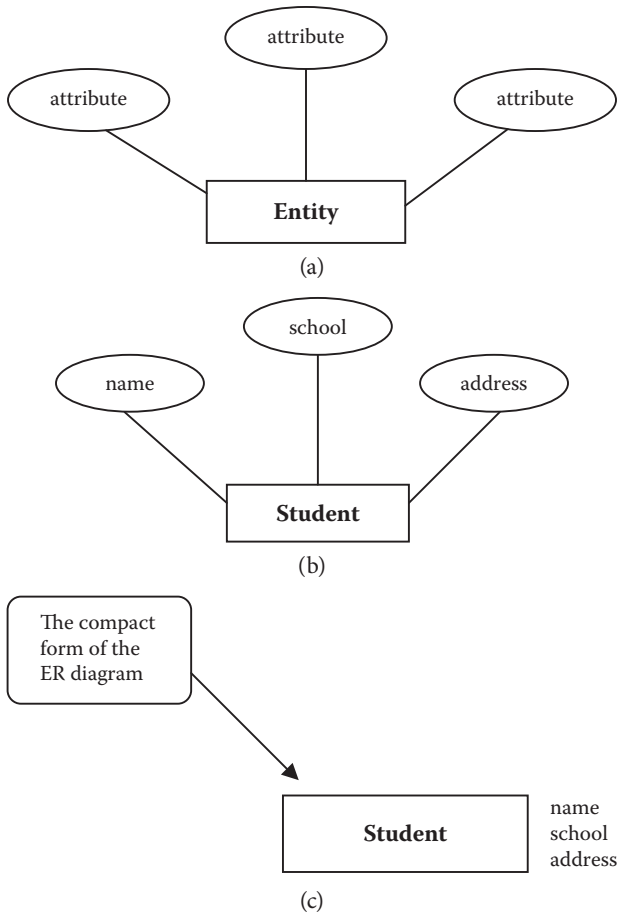 attribute
attribute
attribute
Entity
(a)
school
name
address
Student
(b)
The compact
form of the
ER diagram
Student
name
school
address
(c)